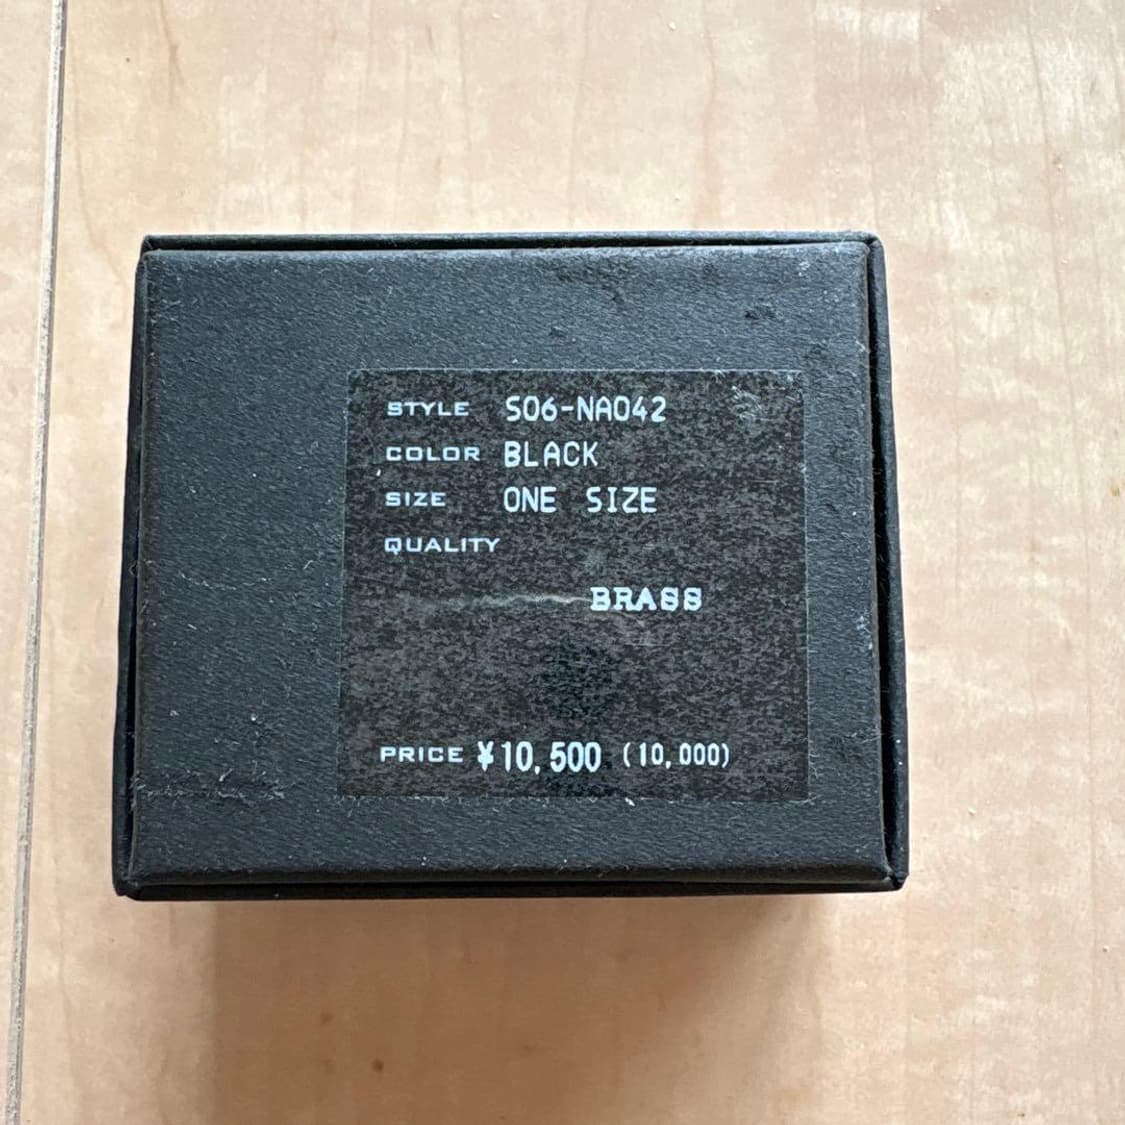 STYLE S06-NA042
COLOR BLACK
SIZE ONE SIZE
QUALITY
BRASS
PRICE ¥10,500 (10,000)